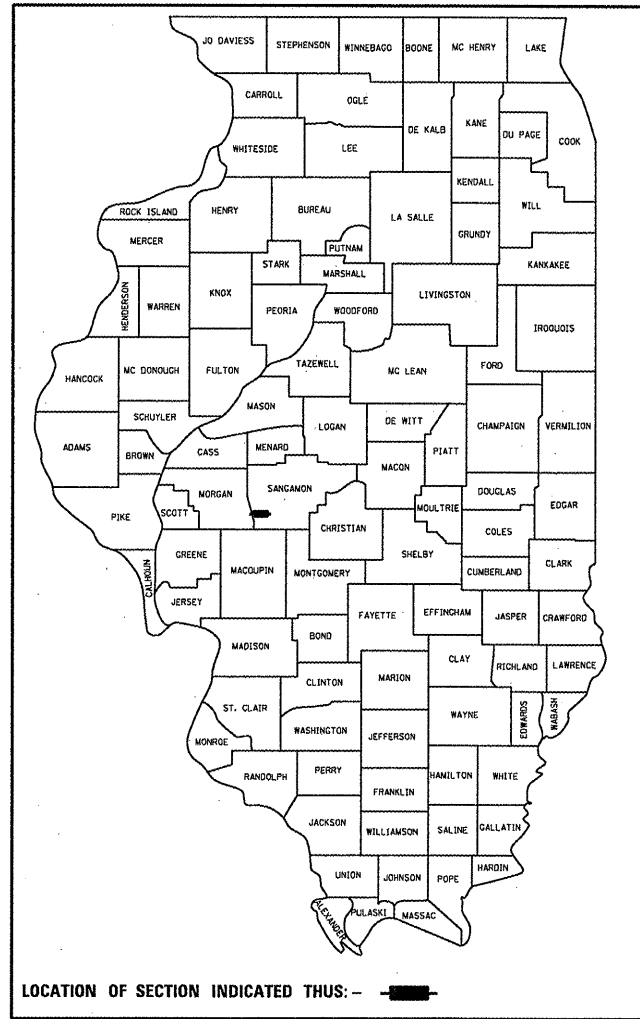 JO DAVIESS
STEPHENSON
WINNEBAGO
BOONE
MC HENRY
LAKE
CARROLL
OGLE
DE KALB
KANE
DU PAGE
COOK
WHITESIDE
LEE
KENDALL
WILL
ROCK ISLAND
HENRY
BUREAU
LA SALLE
GRUNDY
MERCER
PUTNAM
STARK
MARSHALL
KANKAKEE
HENDERSON
WARREN
KNOX
PEORIA
WOODFORD
LIVINGSTON
IROQUOIS
HANCOCK
MC DONOUGH
FULTON
TAZEWELL
MC LEAN
FORD
SCHUYLER
MASON
LOGAN
DE WITT
CHAMPAIGN
VERMILION
ADAMS
BROWN
CASS
MENARD
MACON
PIATT
PIKE
SCOTT
MORGAN
SANGAMON
CHRISTIAN
MOULTRIE
DOUGLAS
EDGAR
COLES
CALHOUN
GREENE
MACOUPIN
MONTGOMERY
SHELBY
CUMBERLAND
CLARK
JERSEY
FAYETTE
EFFINGHAM
JASPER
CRAWFORD
MADISON
BOND
CLAY
RICHLAND
LAWRENCE
CLINTON
MARION
ST. CLAIR
WAYNE
EDWARDS
WABASH
MONROE
WASHINGTON
JEFFERSON
RANDOLPH
PERRY
HAMILTON
WHITE
FRANKLIN
JACKSON
WILLIAMSON
SALINE
GALLATIN
UNION
JOHNSON
POPE
HARDIN
ALEXANDER
PULASKI
MASSAC
LOCATION OF SECTION INDICATED THUS: -